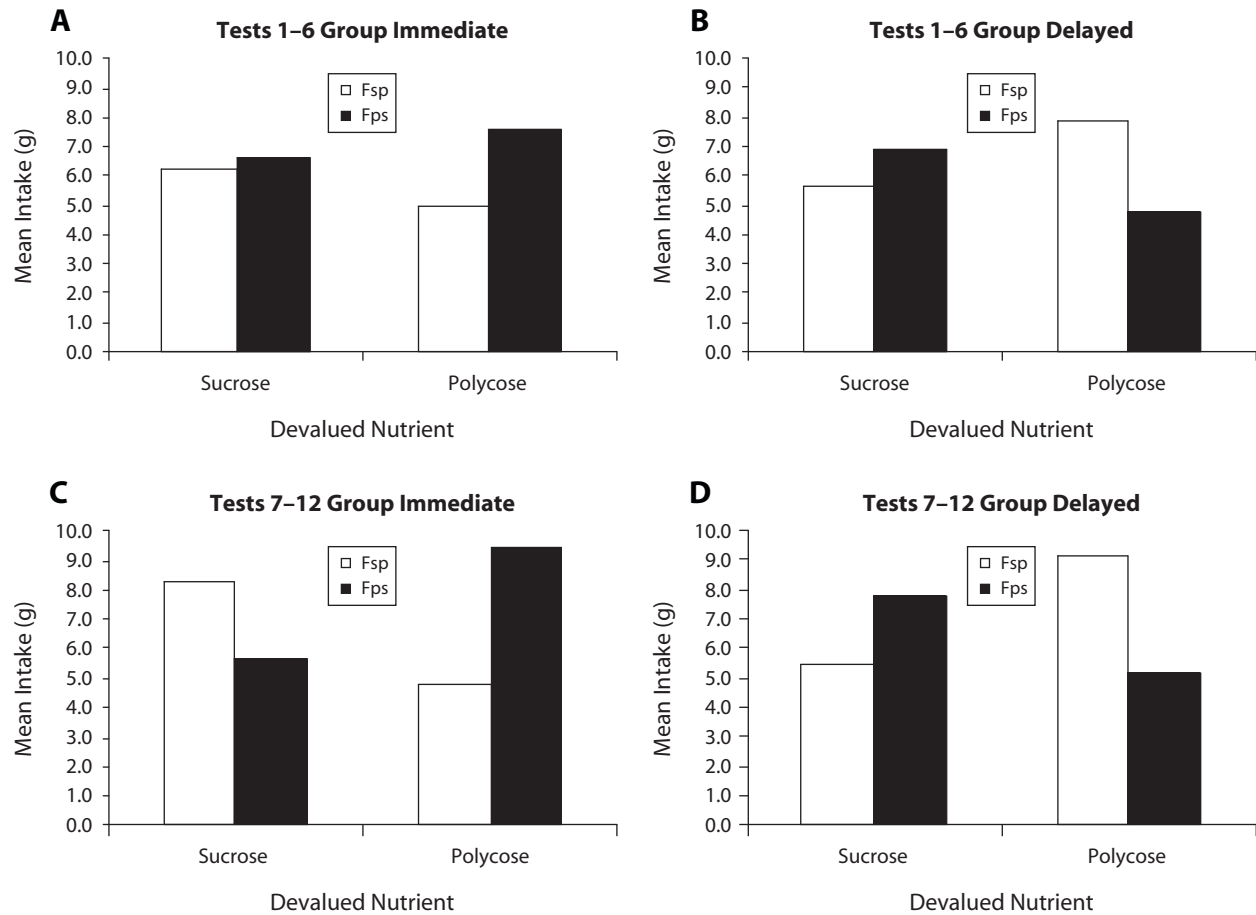 A
Tests 1–6 Group Immediate
Mean Intake (g)
10.0
9.0
8.0
7.0
6.0
5.0
4.0
3.0
2.0
1.0
0.0
Fsp
Fps
Sucrose Polycose
Devalued Nutrient
B
Tests 1–6 Group Delayed
Mean Intake (g)
10.0
9.0
8.0
7.0
6.0
5.0
4.0
3.0
2.0
1.0
0.0
Fsp
Fps
Sucrose Polycose
Devalued Nutrient
C
Tests 7–12 Group Immediate
Mean Intake (g)
10.0
9.0
8.0
7.0
6.0
5.0
4.0
3.0
2.0
1.0
0.0
Fsp
Fps
Sucrose Polycose
Devalued Nutrient
D
Tests 7–12 Group Delayed
Mean Intake (g)
10.0
9.0
8.0
7.0
6.0
5.0
4.0
3.0
2.0
1.0
0.0
Fsp
Fps
Sucrose Polycose
Devalued Nutrient